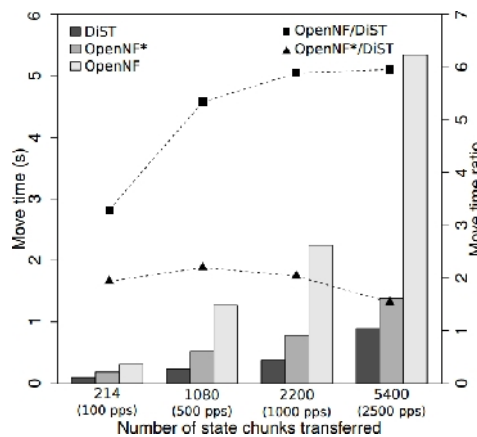 6
5
4
3
2
1
0
Move time (s)
DiST
OpenNF*
OpenNF
OpenNF/DiST
OpenNF*/DiST
7
6
5
4
3
2
1
0
Move time ratio
214 1080 2200 5400
(100 pps) (500 pps) (1000 pps) (2500 pps)
Number of state chunks transferred